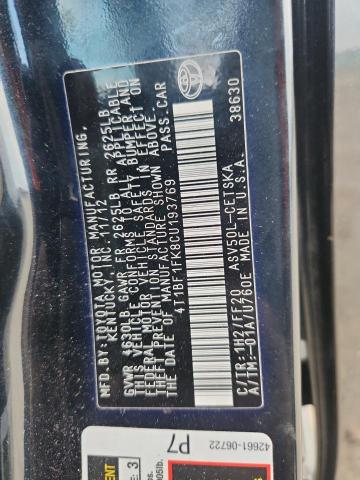 MFD.BY:TOYOTA MOTOR MANUFACTURING,
KENTUCKY, INC. 11/12
GVWR 4630LB GAWR FR 2625LB RR 2625LB
THIS VEHICLE CONFORMS TO ALL APPLICABLE
FEDERAL MOTOR VEHICLE SAFETY, BUMPER AND
THEFT PREVENTION STANDARDS IN EFFECT ON
THE DATE OF MANUFACTURE SHOWN ABOVE.
4T1BF1FK8CU193769 PASS.CAR
C/TR:1H2/FF20 ASV50L-CETSKA
A/TM:-01A/U760E MADE IN U.S.A. 38630
42661-06722
P7
3